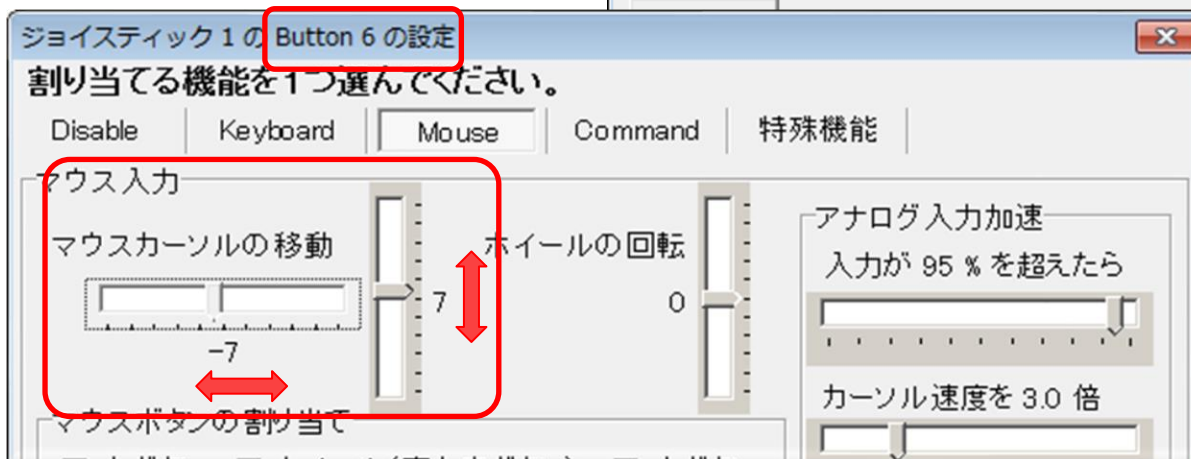 ジョイスティック 1 の Button 6 の設定
割り当てる機能を1つ選んでください。
Disable Keyboard Mouse Command 特殊機能
マウス入力
マウスカーソルの移動
-7
7
ホイールの回転
0
マウスボタンの割り当て
アナログ入力加速
入力が 95 % を超えたら
カーソル速度を 3.0 倍